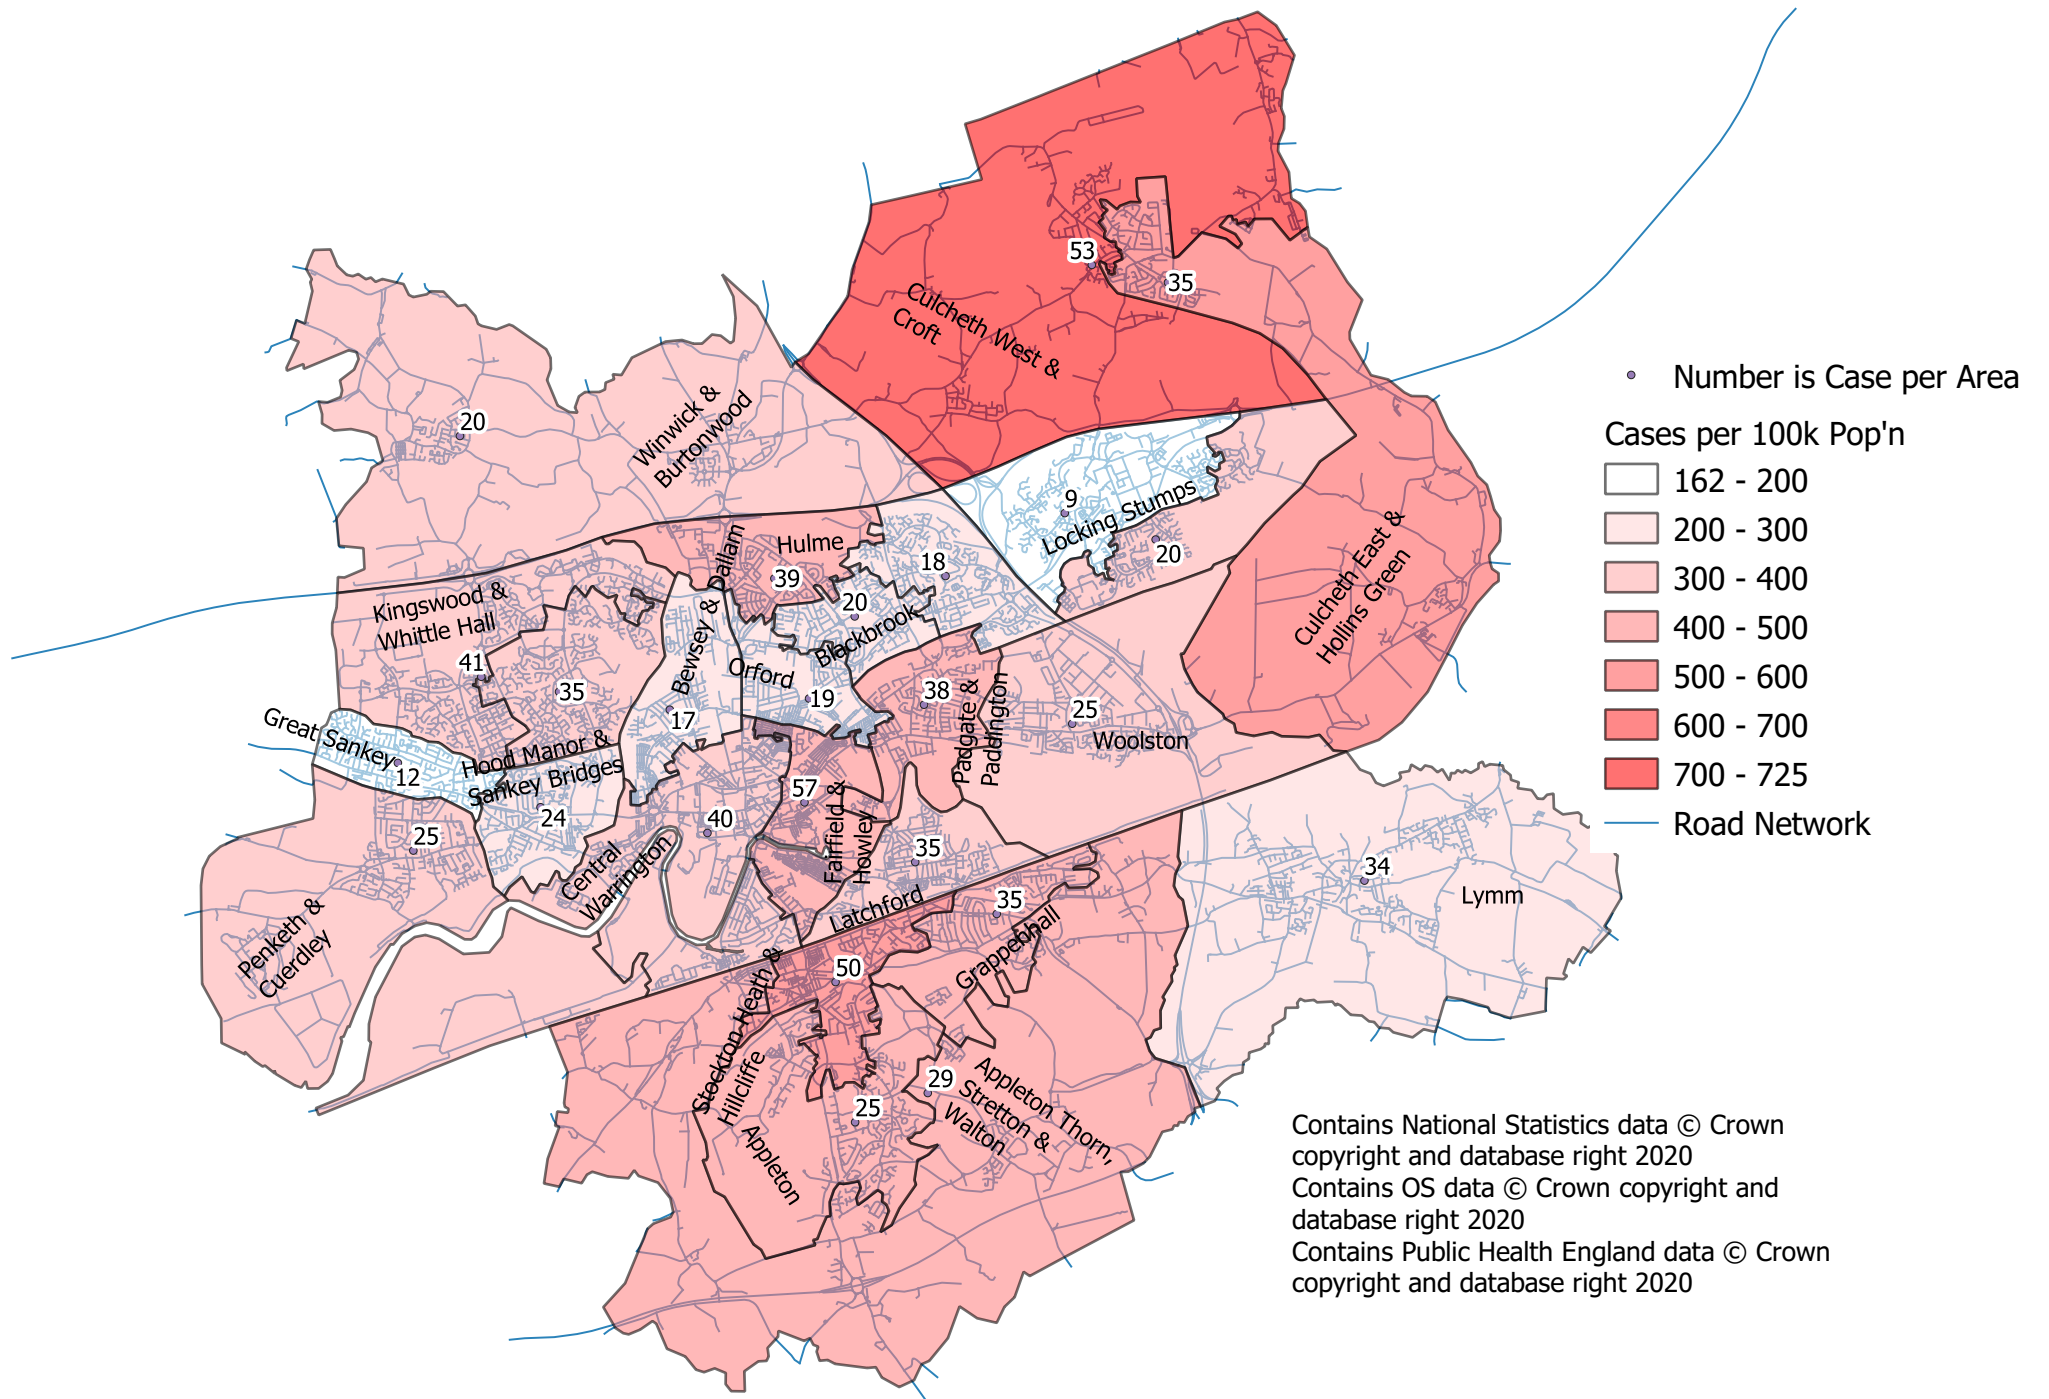 53
35
Culcheth West &
Croft
20
Winwick &
Burtonwood
9
Locking Stumps
20
Culcheth East &
Hollins Green
Hulme
39
18
20
Blackbrook
Kingswood &
Whittle Hall
41
35
Bewsey & Dallam
17
Orford
19
38
Padgate &
Paddington
25
Woolston
Great Sankey
12
Hood Manor &
Sankey Bridges
24
25
Penketh &
Cuerdley
40
Central
Warrington
57
Fairfield &
Howley
35
Latchford
35
Grappenhall
34
Lymm
50
Stockton Heath &
Hillcliffe
29
25
Appleton
Appleton Thorn,
Stretton &
Walton
Number is Case per Area
Cases per 100k Pop'n
162 - 200
200 - 300
300 - 400
400 - 500
500 - 600
600 - 700
700 - 725
Road Network
Contains National Statistics data © Crown
copyright and database right 2020
Contains OS data © Crown copyright and
database right 2020
Contains Public Health England data © Crown
copyright and database right 2020